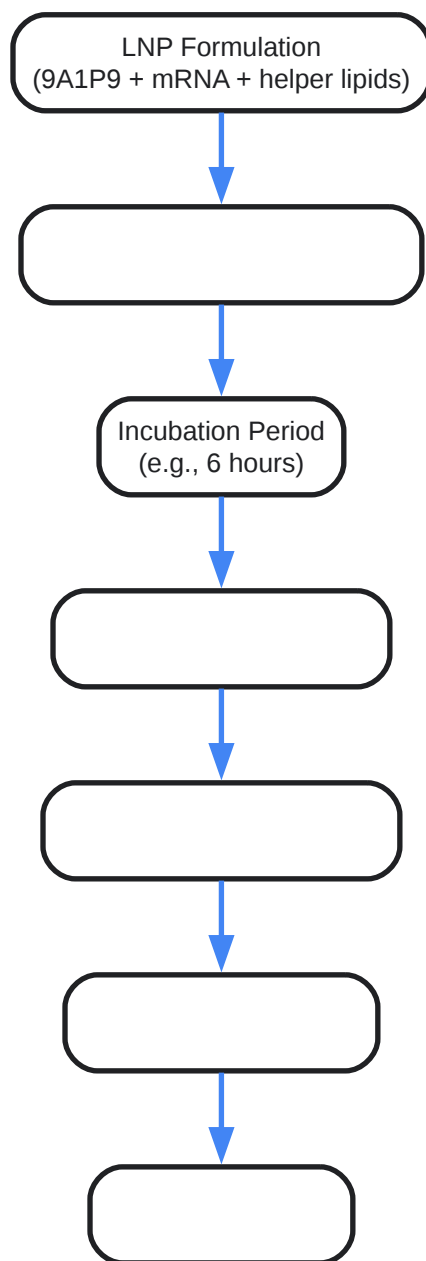 LNP Formulation
(9A1P9 + mRNA + helper lipids)
Incubation Period
(e.g., 6 hours)